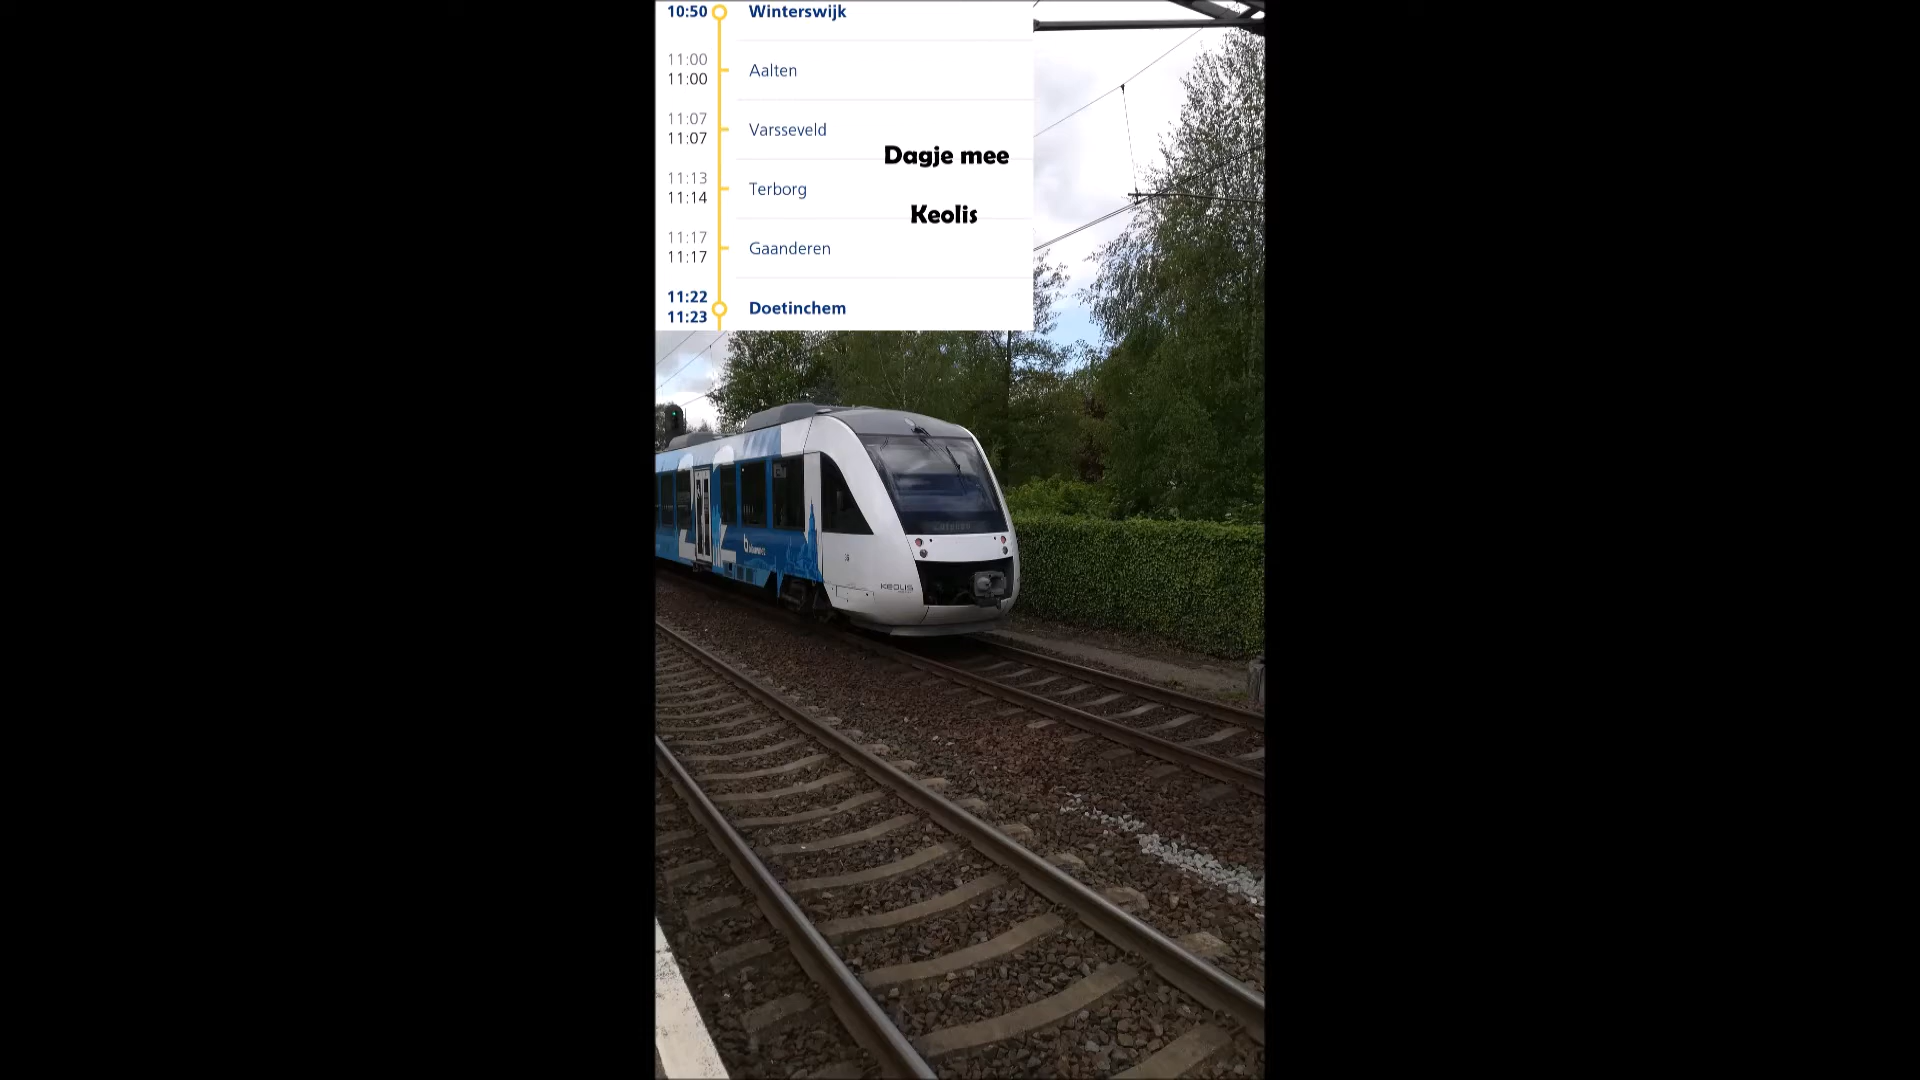 10:50 Winterswijk
11:00
11:00 Aalten
11:07
11:07 Varsseveld
Dagje mee
11:13
11:14 Terborg
Keolis
11:17
11:17 Gaanderen
11:22
11:23 Doetinchem
KEOLIS